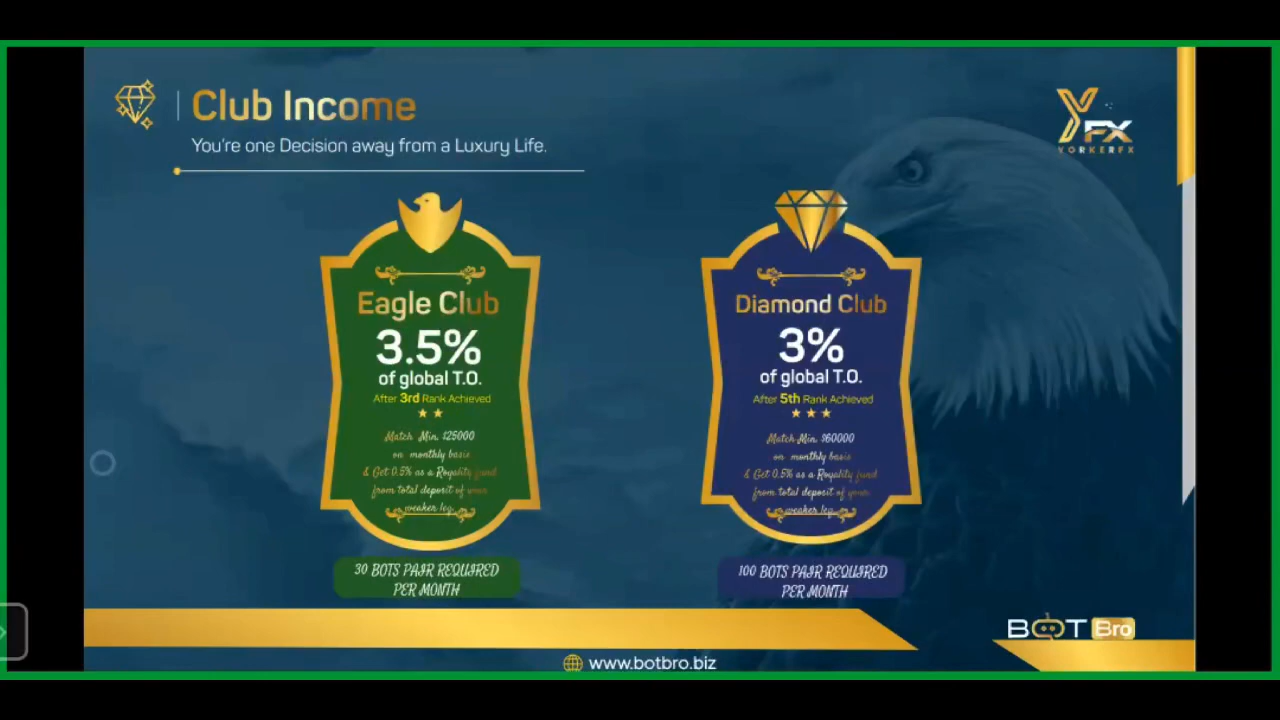 Club Income
You're one Decision away from a Luxury Life.
YFX
YORKERFX
Eagle Club
3.5%
of global T.O.
After 3rd Rank Achieved
Match Min. $25000
on monthly basis
& Get 0.5% as a Royality fund
from total deposit of your
weaker leg.
30 BOTS PAIR REQUIRED
PER MONTH
Diamond Club
3%
of global T.O.
After 5th Rank Achieved
Match Min. $60000
on monthly basis
& Get 0.5% as a Royality fund
from total deposit of your
weaker leg.
100 BOTS PAIR REQUIRED
PER MONTH
BOT Bro
www.botbro.biz